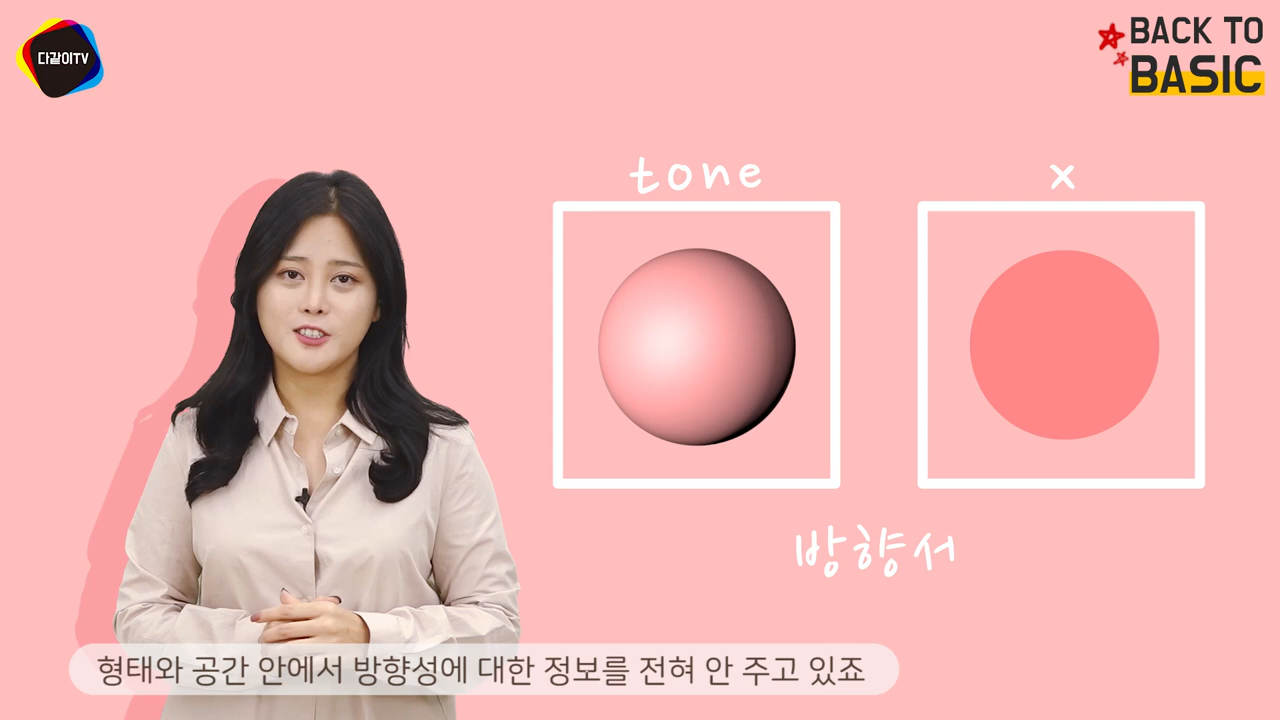 다같이TV
BACK TO
BASIC
tone
x
방향서
형태와 공간 안에서 방향성에 대한 정보를 전혀 안 주고 있죠